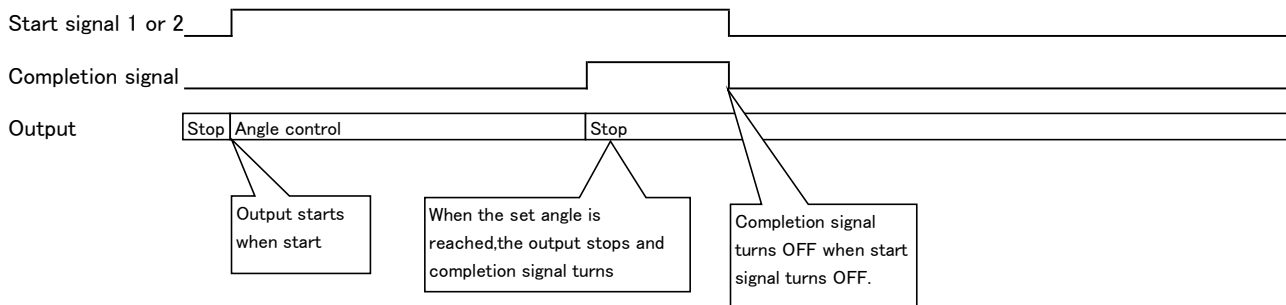 Start signal 1 or 2
Completion signal
Output
Stop
Angle control
Stop
Output starts
when start
When the set angle is
reached,the output stops and
completion signal turns
Completion signal
turns OFF when start
signal turns OFF.